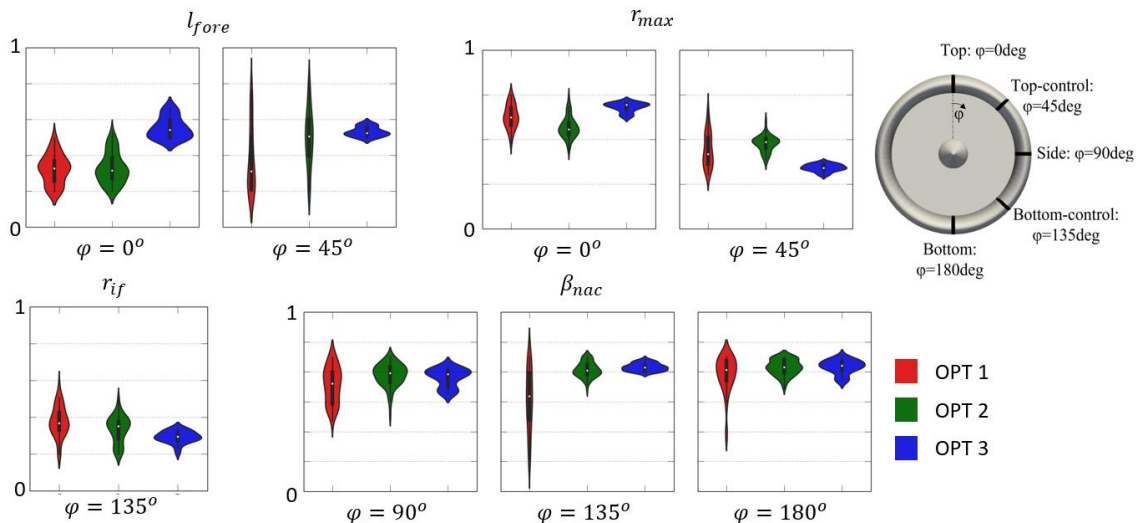 l_fore
r_max
1
0
φ = 0°
φ = 45°
1
0
φ = 0°
φ = 45°
Top: φ=0deg
Top-control:
φ=45deg
φ
Side: φ=90deg
Bottom-control:
φ=135deg
Bottom:
φ=180deg
r_if
β_nac
1
0
φ = 135°
1
0
φ = 90°
φ = 135°
φ = 180°
OPT 1
OPT 2
OPT 3